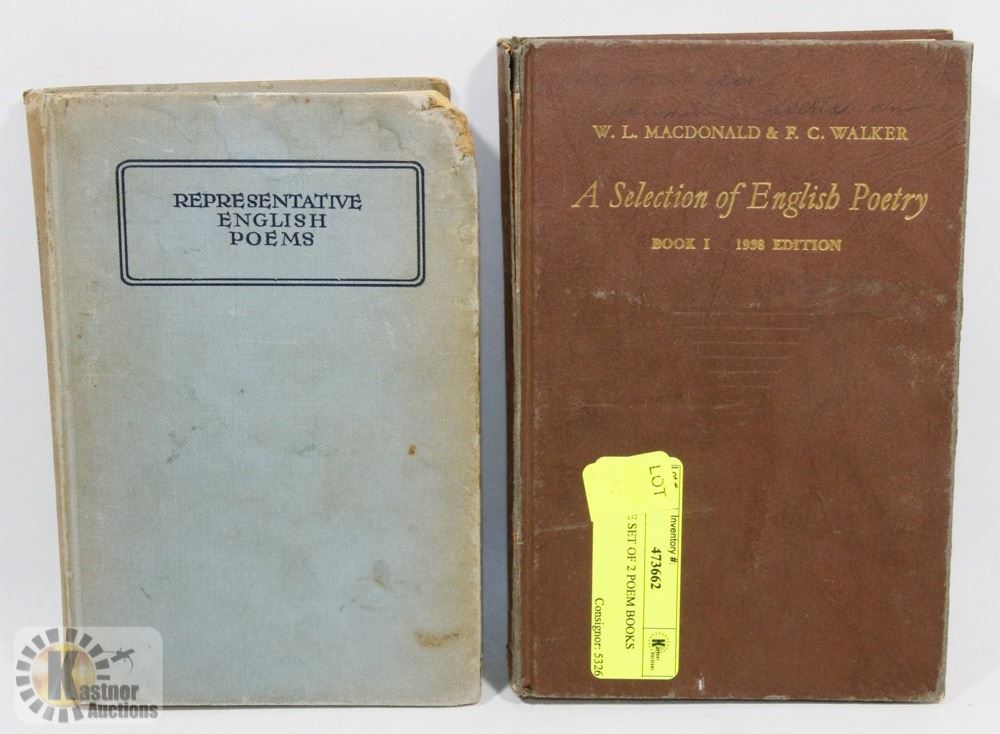 REPRESENTATIVE
ENGLISH
POEMS
W. L. MACDONALD & F. C. WALKER
A Selection of English Poetry
BOOK I 1938 EDITION
LOT
Inventory #:
473662
E SET OF 2 POEM BOOKS
Consignor: 5326
Kastner
Auctions